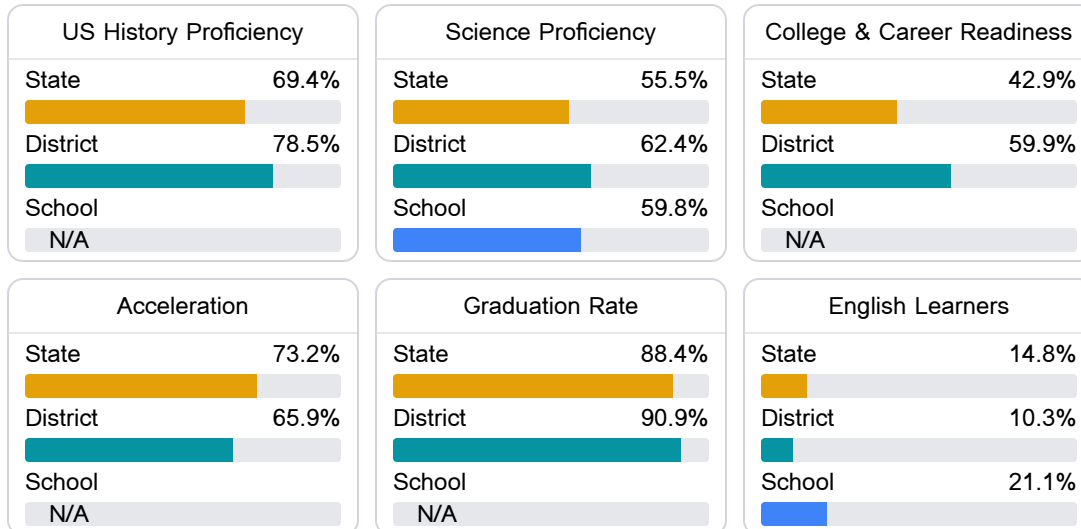 US History Proficiency
State 69.4%
District 78.5%
School
N/A
Science Proficiency
State 55.5%
District 62.4%
School 59.8%
College & Career Readiness
State 42.9%
District 59.9%
School
N/A
Acceleration
State 73.2%
District 65.9%
School
N/A
Graduation Rate
State 88.4%
District 90.9%
School
N/A
English Learners
State 14.8%
District 10.3%
School 21.1%